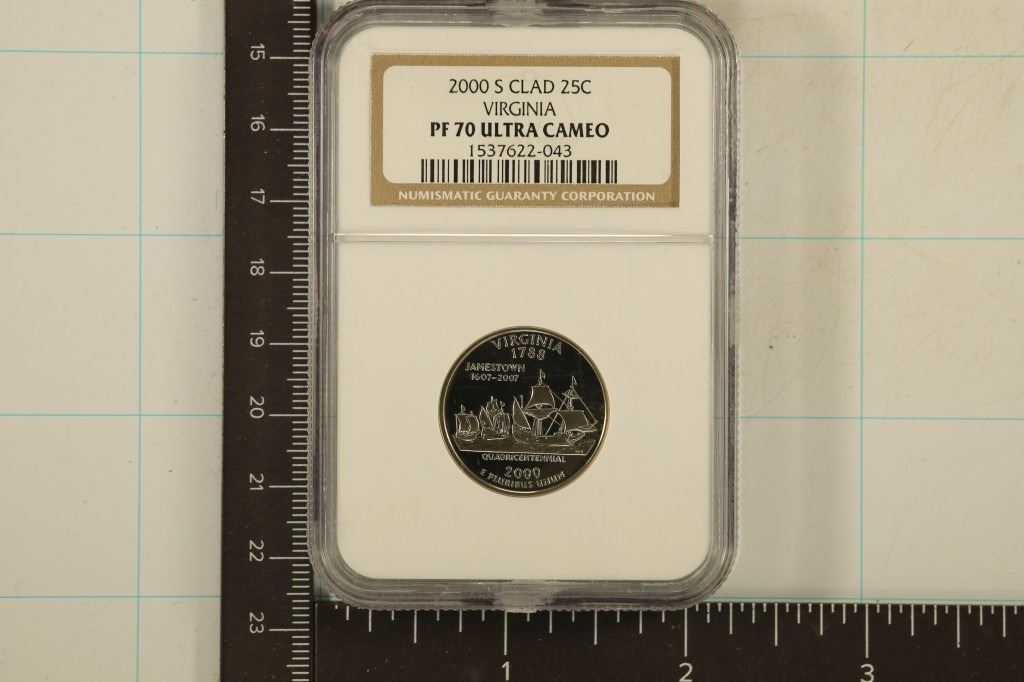 2000 S CLAD 25C
VIRGINIA
PF 70 ULTRA CAMEO
1537622-043
NUMISMATIC GUARANTY CORPORATION
VIRGINIA
1788
JAMESTOWN
1607-2007
QUADRICENTENNIAL
2000
E PLURIBUS UNUM
15
16
17
18
19
20
21
22
23
1
2
3